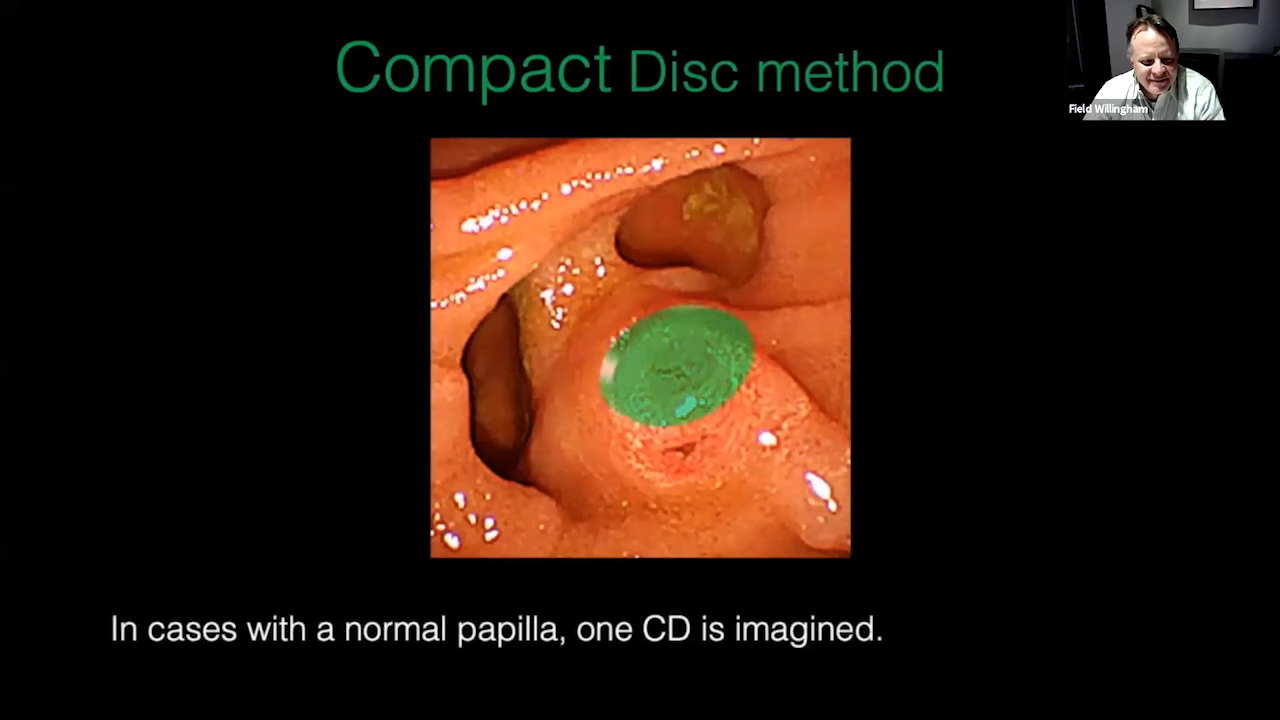 Compact Disc method
Field Willingham
In cases with a normal papilla, one CD is imagined.